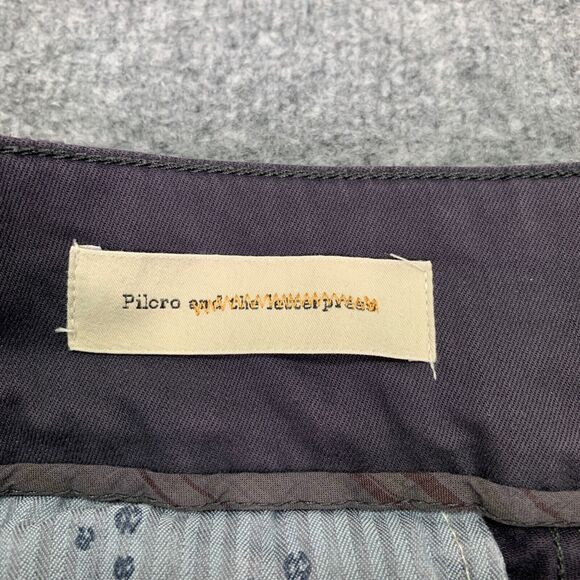 Pilcro and the letterpress